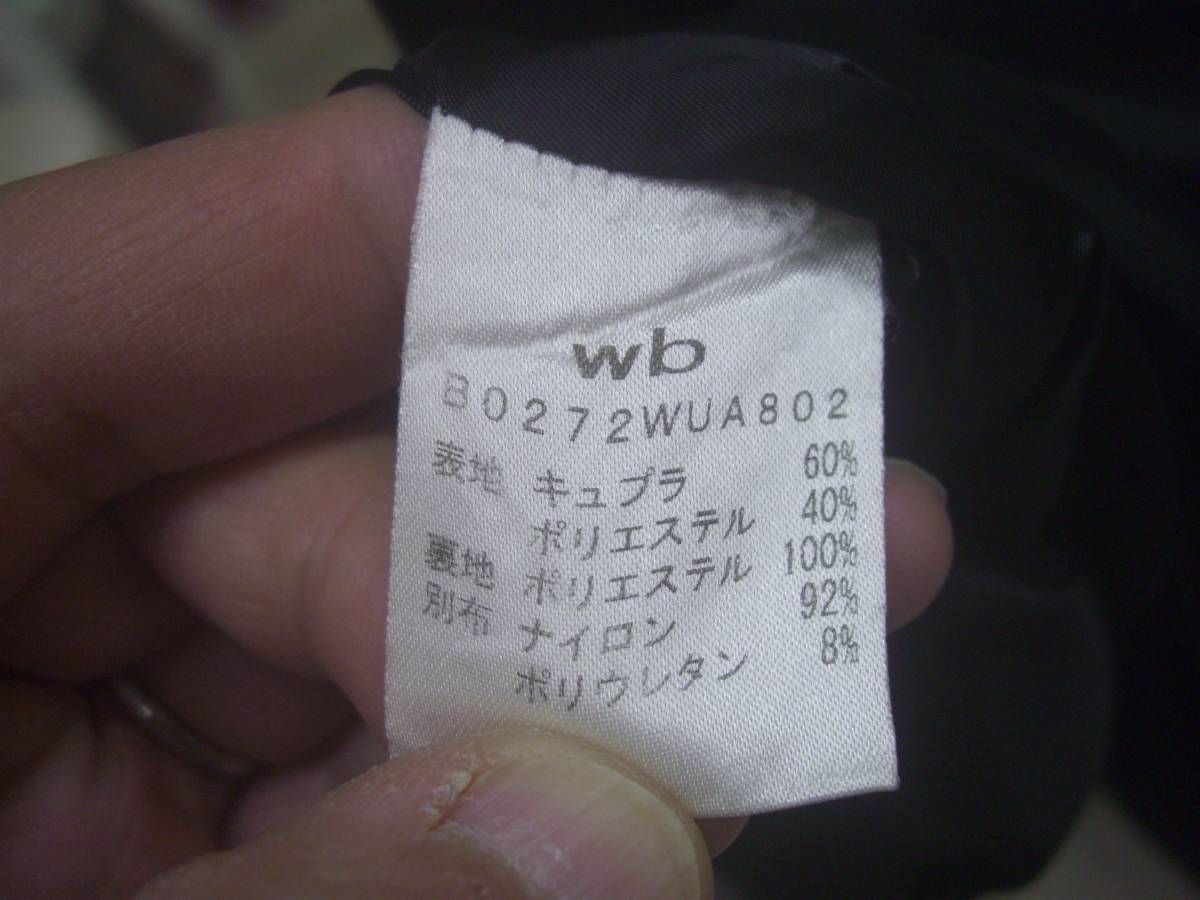 wb
B0272WUA802
表地 キュプラ 60%
ポリエステル 40%
裏地 ポリエステル 100%
別布 ナイロン 92%
ポリウレタン 8%